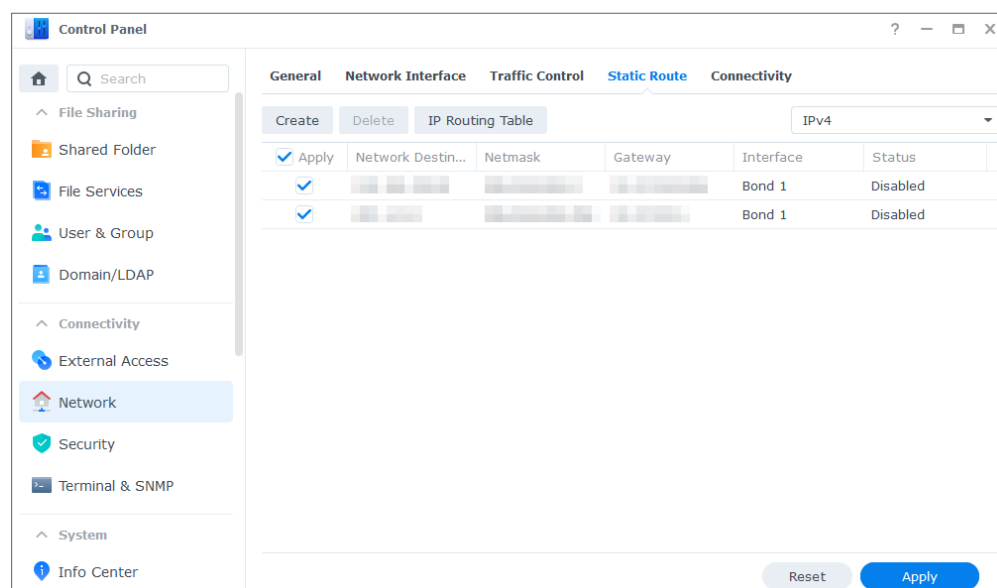 Control Panel
?
Search
File Sharing
Shared Folder
File Services
User & Group
Domain/LDAP
Connectivity
External Access
Network
Security
Terminal & SNMP
System
Info Center
General Network Interface Traffic Control Static Route Connectivity
Create Delete IP Routing Table IPv4
Apply Network Destin... Netmask Gateway Interface Status
Bond 1 Disabled
Bond 1 Disabled
Reset Apply